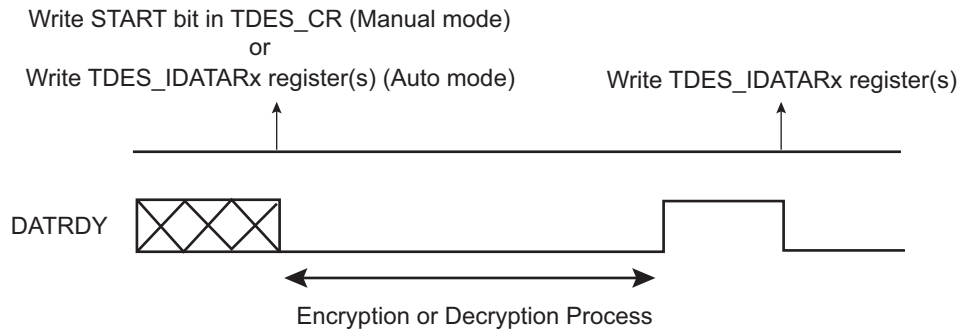 Write START bit in TDES_CR (Manual mode)
or
Write TDES_IDATARx register(s) (Auto mode)
Write TDES_IDATARx register(s)
DATRDY
Encryption or Decryption Process